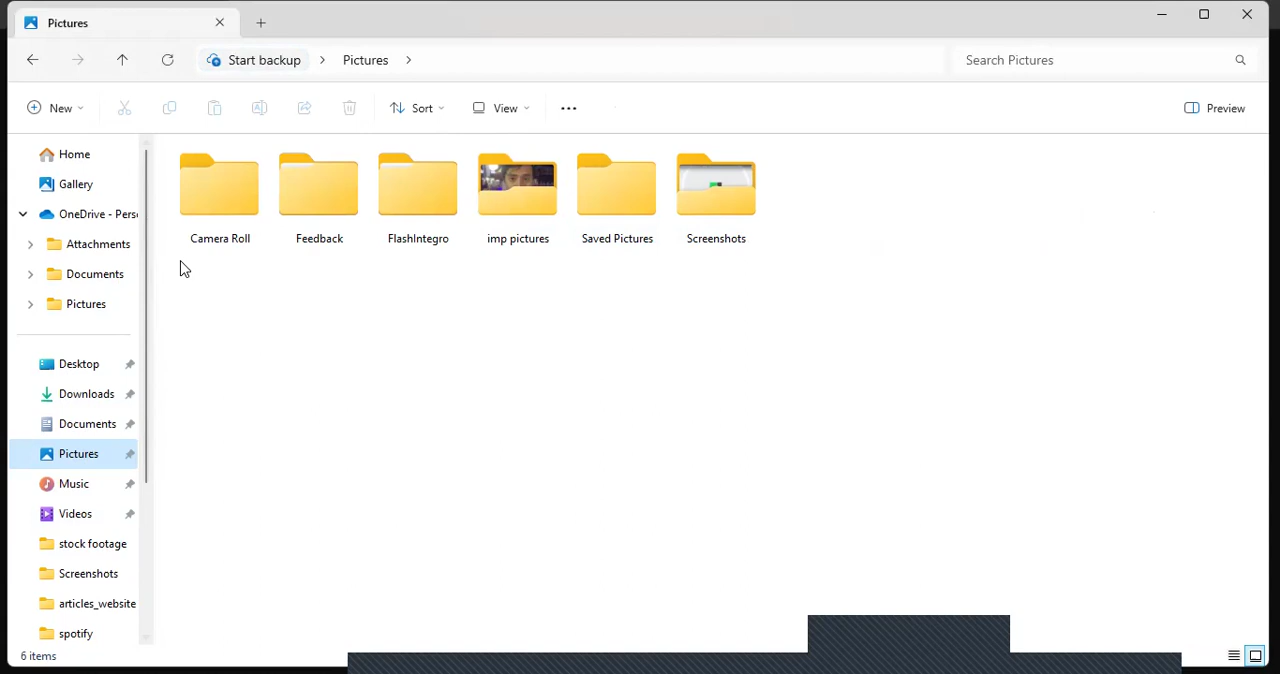 Pictures
Start backup Pictures Search Pictures
New Sort View Preview
Home
Gallery
OneDrive - Pers
Attachments
Documents
Pictures
Desktop
Downloads
Documents
Pictures
Music
Videos
stock footage
Screenshots
articles_website
spotify
Camera Roll Feedback FlashIntegro imp pictures Saved Pictures Screenshots
6 items